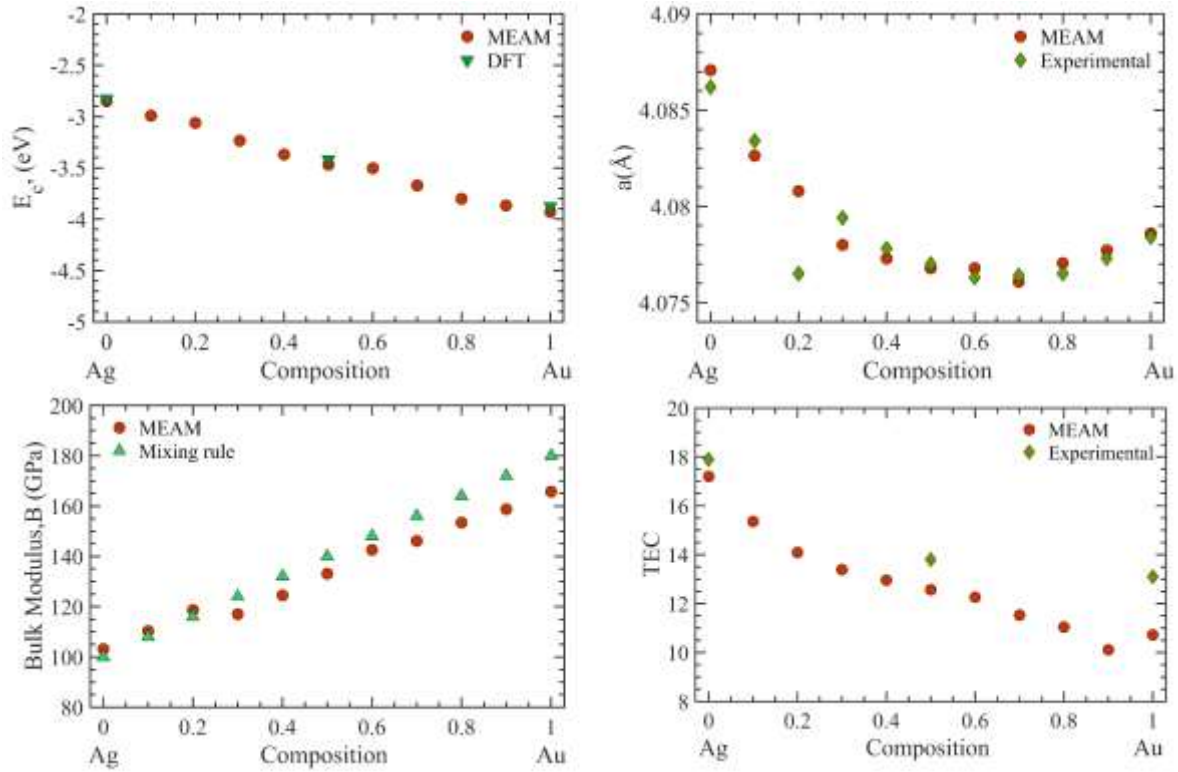 -2
-2.5
-3
-3.5
-4
-4.5
-5
E_c, (eV)
MEAM
DFT
0 0.2 0.4 0.6 0.8 1
Ag Composition Au
4.09
4.085
4.08
4.075
a(Å)
MEAM
Experimental
0 0.2 0.4 0.6 0.8 1
Ag Composition Au
200
180
160
140
120
100
80
Bulk Modulus,B (GPa)
MEAM
Mixing rule
0 0.2 0.4 0.6 0.8 1
Ag Composition Au
20
18
16
14
12
10
8
TEC
MEAM
Experimental
0 0.2 0.4 0.6 0.8 1
Ag Composition Au